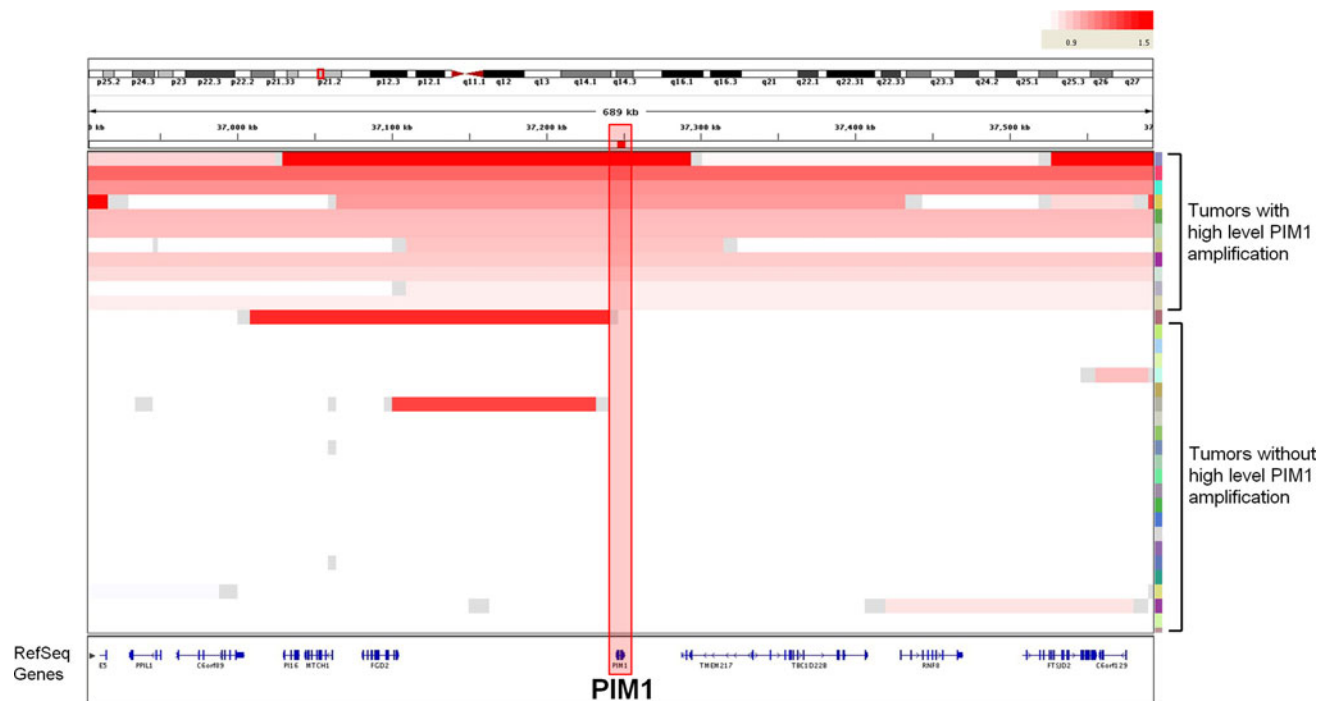 0.9 1.5
p25.2 p24.3 p23 p22.3 p22.2 p21.33 p21.2 p12.3 p12.1 q11.1 q12 q13 q14.1 q14.3 q16.1 q16.3 q21 q22.1 q22.31 q22.33 q23.3 q24.2 q25.1 q25.3 q26 q27
689 kb
0 kb 37,000 kb 37,100 kb 37,200 kb 37,300 kb 37,400 kb 37,500 kb 37
Tumors with
high level PIM1
amplification
Tumors without
high level PIM1
amplification
RefSeq
Genes
E5 PPIL1 C6orf89 PI16 MTCH1 FGD2 PIM1 TMEM217 TBC1D22B RNF8 FTSJD2 C6orf129
PIM1